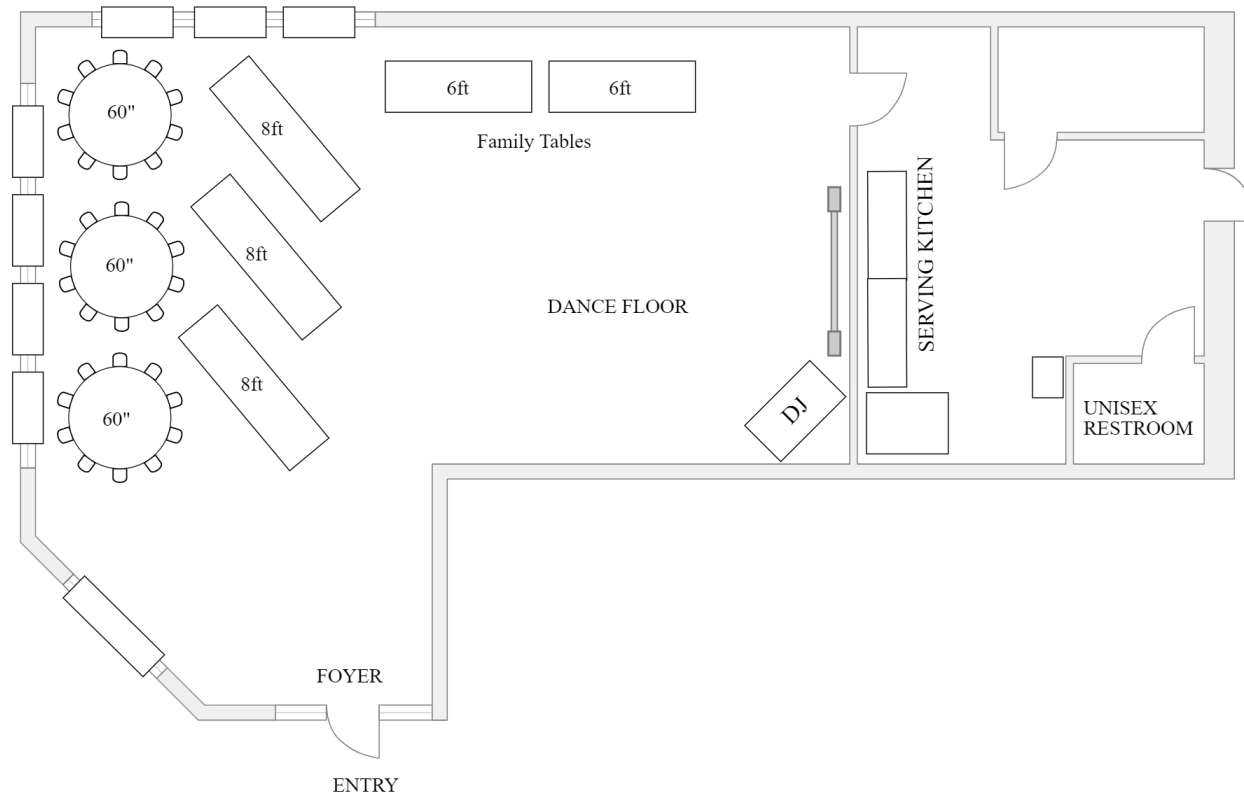 60"
8ft
6ft
6ft
Family Tables
60"
8ft
DANCE FLOOR
SERVING KITCHEN
60"
8ft
DJ
UNISEX
RESTROOM
FOYER
ENTRY